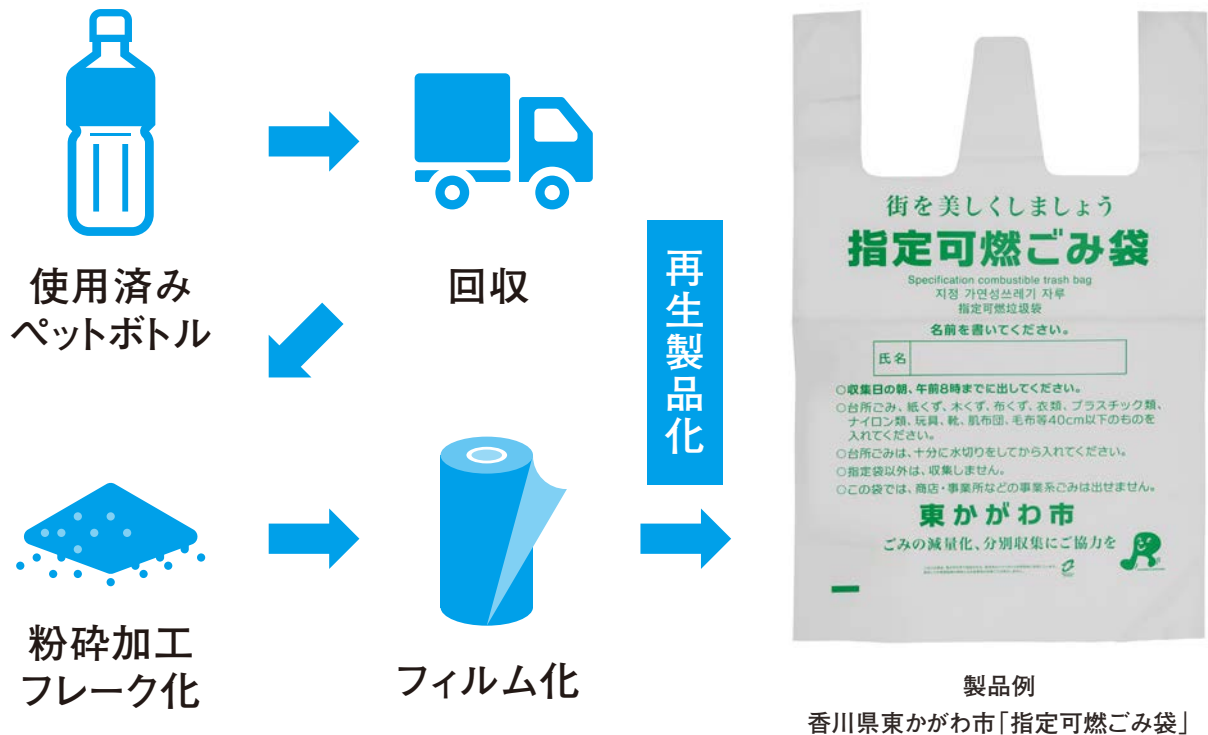 使用済み
ペットボトル
回収
粉砕加工
フレーク化
フィルム化
再生製品化
街を美しくしましょう
指定可燃ごみ袋
Specification combustible trash bag
지정 가연성쓰레기 자루
指定可燃垃圾袋
名前を書いてください。
氏名
○収集日の朝、午前8時までに出してください。
○台所ごみ、紙くず、木くず、布くず、衣類、プラスチック類、
ナイロン類、玩具、靴、肌布団、毛布等40cm以下のものを
入れてください。
○台所ごみは、十分に水切りをしてから入れてください。
○指定袋以外は、収集しません。
○この袋では、商店・事業所などの事業系ごみは出せません。
東かがわ市
ごみの減量化、分別収集にご協力を
製品例
香川県東かがわ市「指定可燃ごみ袋」